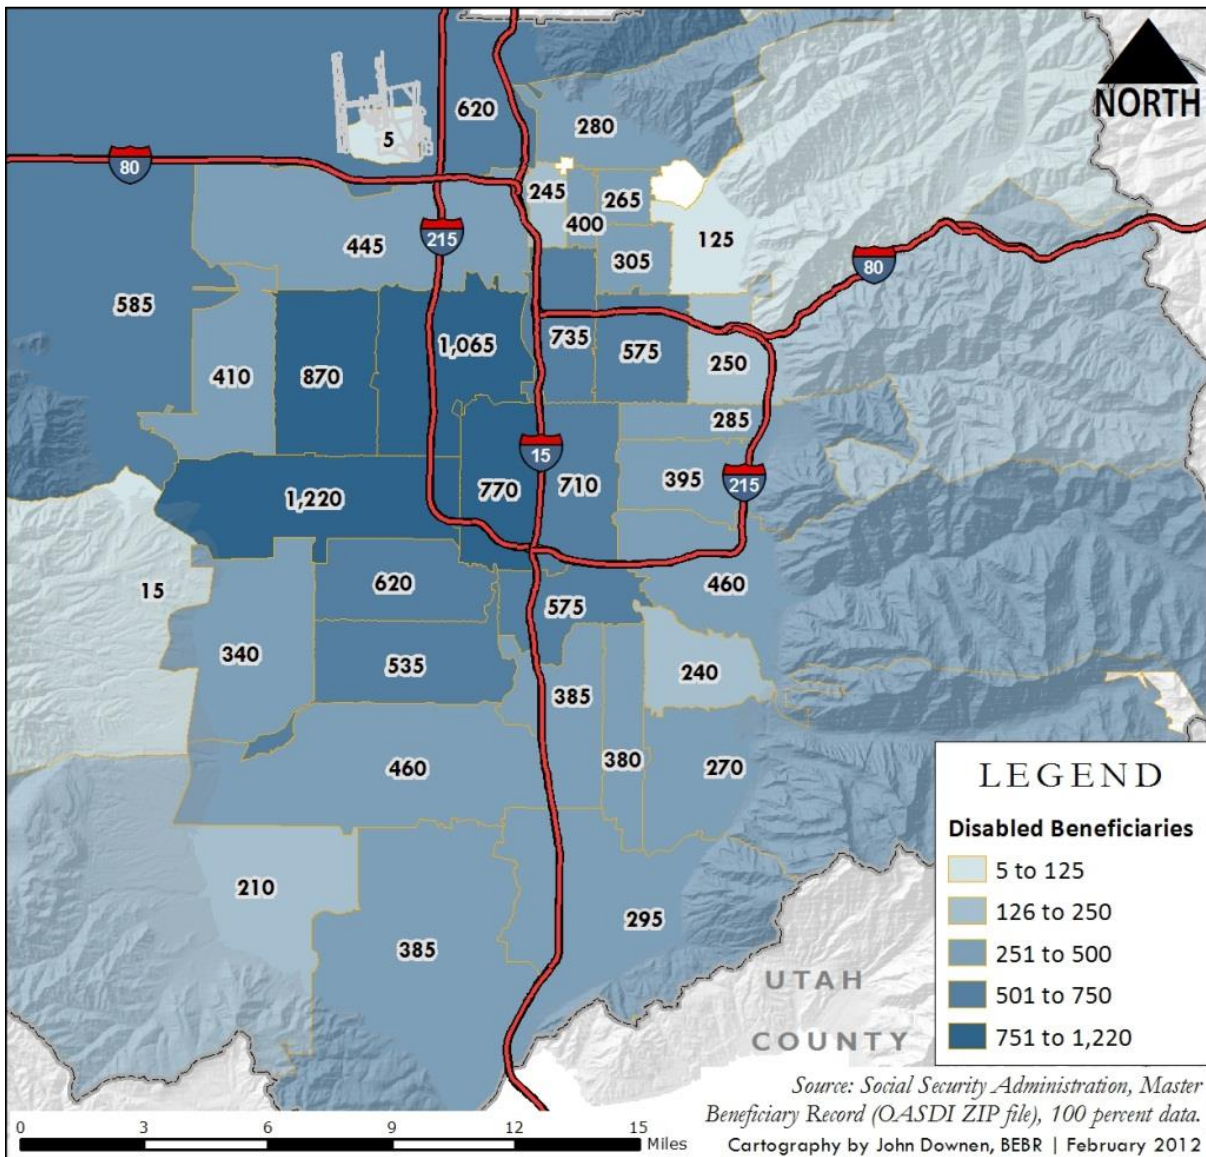 NORTH
620
280
5
80
245
265
400
125
445
215
305
80
585
1,065
735
575
250
410
870
285
15
395
215
1,220
770
710
15
620
575
460
340
535
240
385
460
380
270
210
385
295
UTAH
COUNTY
LEGEND
Disabled Beneficiaries
5 to 125
126 to 250
251 to 500
501 to 750
751 to 1,220
Source: Social Security Administration, Master
Beneficiary Record (OASDI ZIP file), 100 percent data.
Cartography by John Downen, BEBR | February 2012
0 3 6 9 12 15 Miles